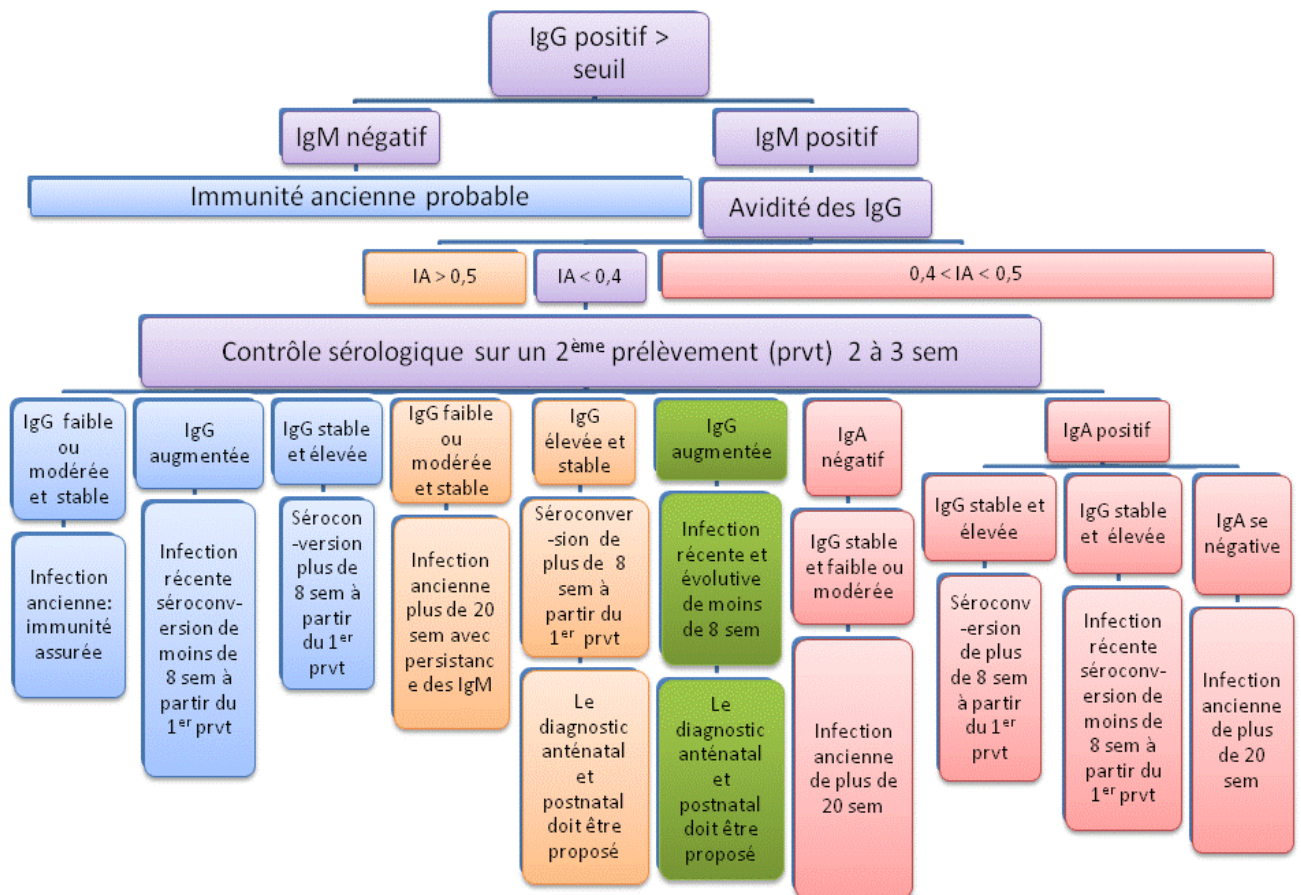 IgG positif >
seuil
IgM négatif
IgM positif
Immunité ancienne probable
Avidité des IgG
IA > 0,5
IA < 0,4
0,4 < IA < 0,5
Contrôle sérologique sur un 2ème prélèvement (prvt) 2 à 3 sem
IgG faible
ou
modérée
et stable
IgG
augmentée
IgG stable
et élevée
IgG faible
ou
modérée
et stable
IgG
élevée et
stable
IgG
augmentée
IgA
négatif
IgA positif
Infection
ancienne:
immunité
assurée
Infection
récente
séroconv-
ersion de
moins de
8 sem à
partir du
1er prvt
Sérocon
-version
plus de
8 sem à
partir
du 1er
prvt
Infection
ancienne
plus de 20
sem avec
persistanc
e des IgM
Séroconver
-sion de
plus de 8
sem à
partir du
1er prvt
Le
diagnostic
anténatal
et
postnatal
doit être
proposé
Infection
récente et
évolutive
de moins
de 8 sem
Le
diagnostic
anténatal
et
postnatal
doit être
proposé
IgG stable
et faible ou
modérée
Infection
ancienne
de plus de
20 sem
IgG stable et
élevée
IgG stable
et élevée
IgA se
négative
Séroconv
-ersion de
plus de
8 sem
à partir
du 1er
prvt
Infection
récente
séroconv-
ersion de
moins de
8 sem à
partir du
1er prvt
Infection
ancienne
de plus
de 20
sem